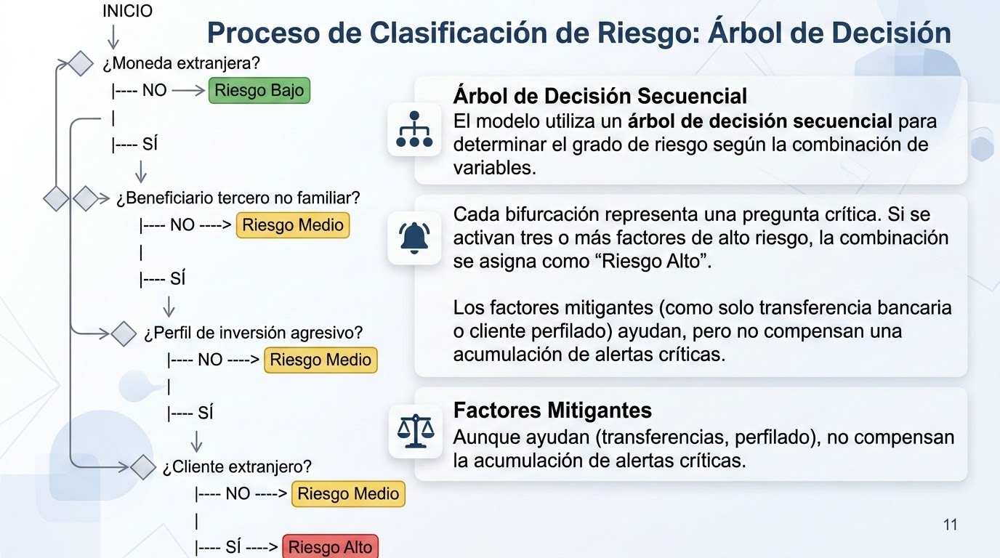 INICIO
Proceso de Clasificación de Riesgo: Árbol de Decisión
¿Moneda extranjera?
|---- NO Riesgo Bajo
|
|---- SÍ
¿Beneficiario tercero no familiar?
|---- NO ----> Riesgo Medio
|
|---- SÍ
¿Perfil de inversión agresivo?
|---- NO ----> Riesgo Medio
|
|---- SÍ
¿Cliente extranjero?
|---- NO ----> Riesgo Medio
|
|---- SÍ ----> Riesgo Alto
Árbol de Decisión Secuencial
El modelo utiliza un árbol de decisión secuencial para
determinar el grado de riesgo según la combinación de
variables.
Cada bifurcación representa una pregunta crítica. Si se
activan tres o más factores de alto riesgo, la combinación
se asigna como “Riesgo Alto”.
Los factores mitigantes (como solo transferencia bancaria
o cliente perfilado) ayudan, pero no compensan una
acumulación de alertas críticas.
Factores Mitigantes
Aunque ayudan (transferencias, perfilado), no compensan
la acumulación de alertas críticas.
11